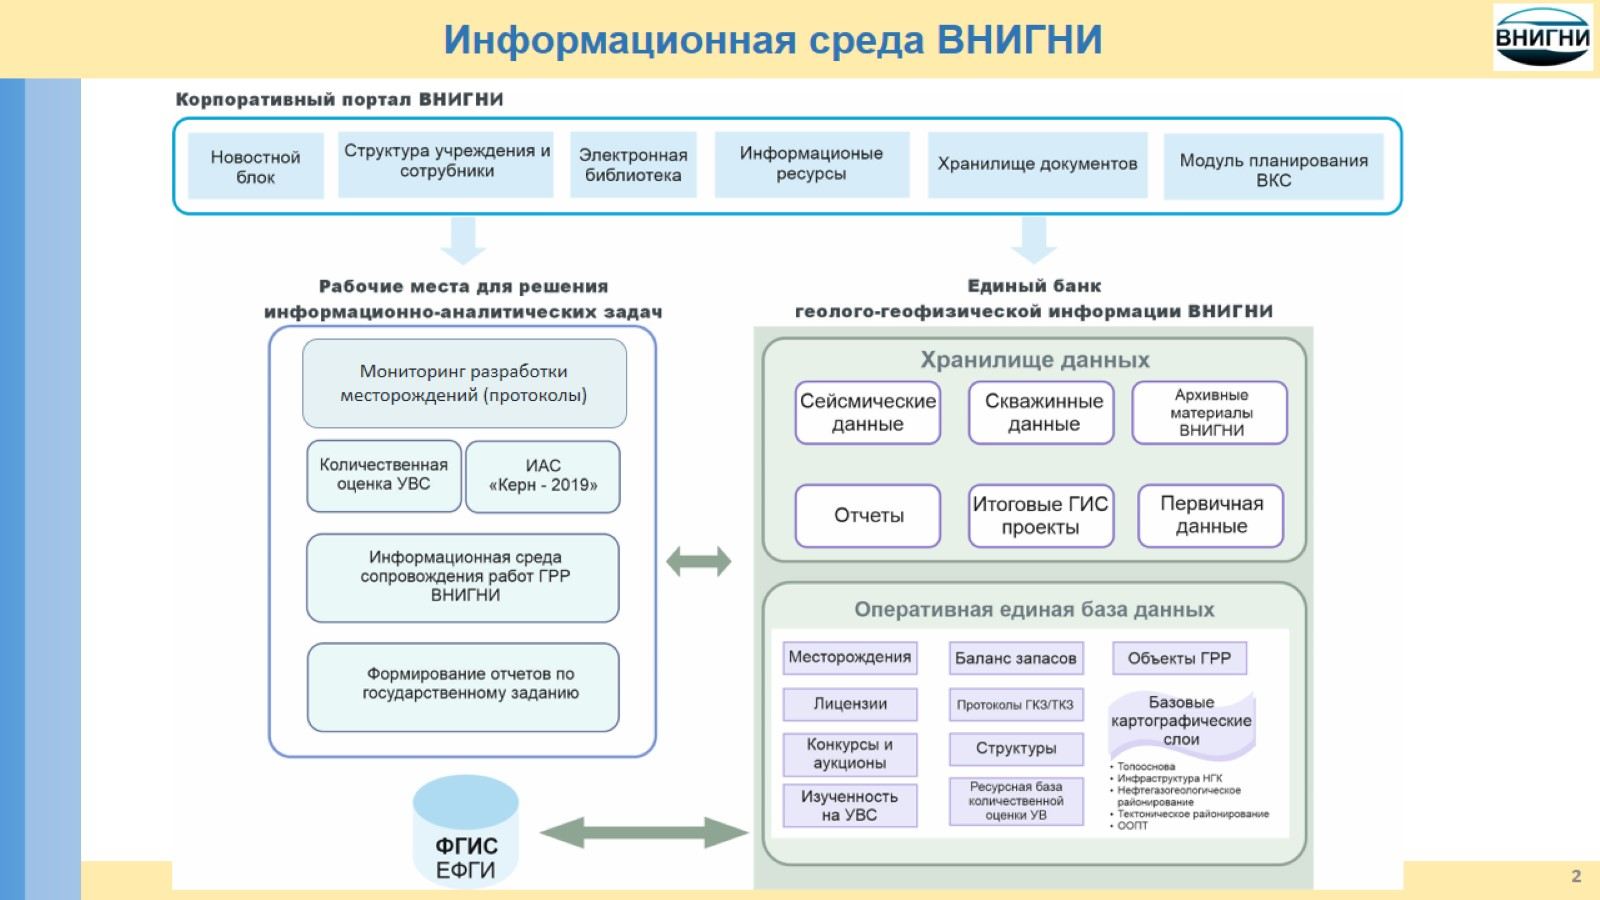 Информационная среда ВНИГНИ
ВНИГНИ
Корпоративный портал ВНИГНИ
Новостной
блок
Структура учреждения и
сотрубники
Электронная
библиотека
Информационые
ресурсы
Хранилище документов
Модуль планирования
ВКС
Рабочие места для решения
информационно-аналитических задач
Мониторинг разработки
месторождений (протоколы)
Количественная
оценка УВС
ИАС
«Керн - 2019»
Информационная среда
сопровождения работ ГРР
ВНИГНИ
Формирование отчетов по
государственному заданию
ФГИС
ЕФГИ
Единый банк
геолого-геофизической информации ВНИГНИ
Хранилище данных
Сейсмические
данные
Скважинные
данные
Архивные
материалы
ВНИГНИ
Отчеты
Итоговые ГИС
проекты
Первичная
данные
Оперативная единая база данных
Месторождения
Баланс запасов
Объекты ГРР
Лицензии
Протоколы ГКЗ/ТКЗ
Базовые
картографические
слои
Конкурсы и
аукционы
Структуры
Изученность
на УВС
Ресурсная база
количественной
оценки УВ
• Топооснова
• Инфраструктура НГК
• Нефтегазогеологическое
районирование
• Тектоническое районирование
• ООПТ
2